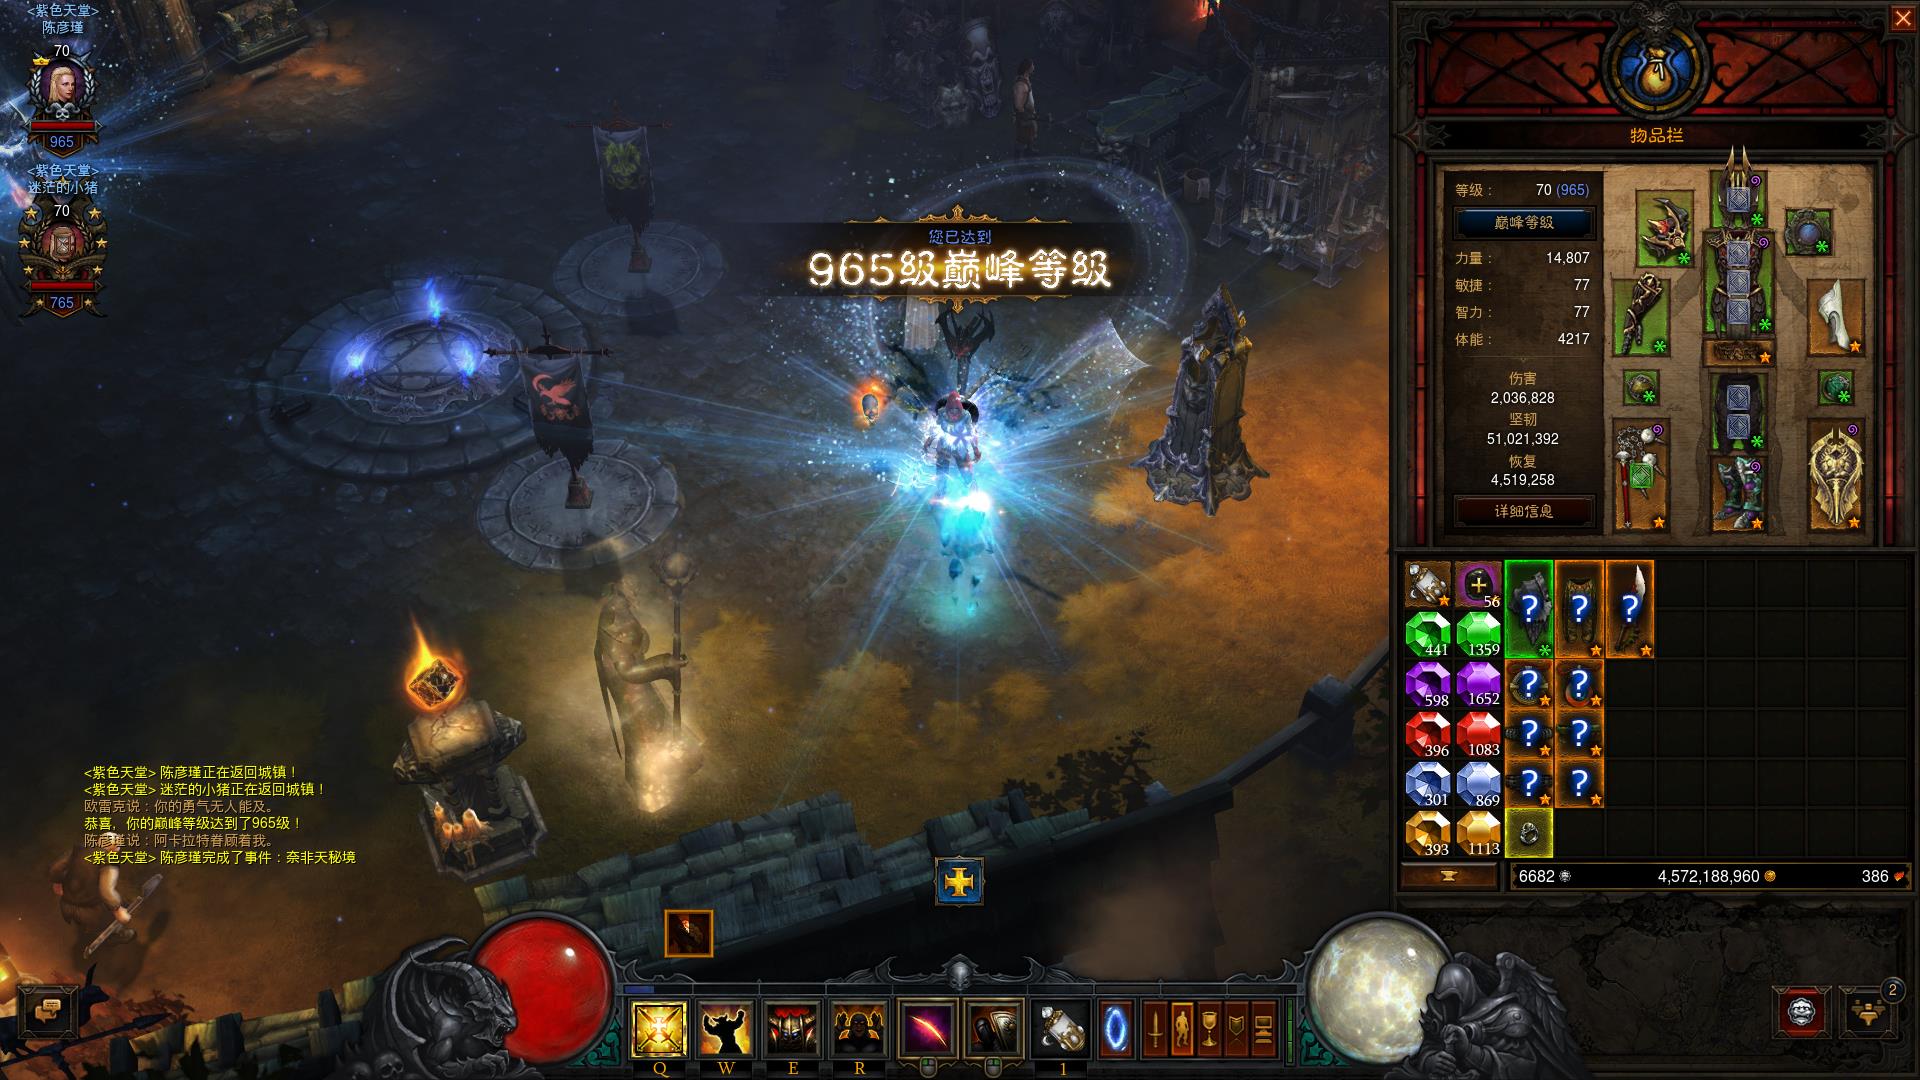 <紫色天堂>
陈彦瑾
70
965
<紫色天堂>
迷茫的小猪
70
765
您已达到
965级巅峰等级
物品栏
等级： 70 (965)
巅峰等级
力量： 14,807
敏捷： 77
智力： 77
体能： 4217
伤害
2,036,828
坚韧
51,021,392
恢复
4,519,258
详细信息
56
441 1359
598 1652
396 1083
301 869
393 1113
? ? ?
? ?
? ?
? ?
6682 4,572,188,960 386
<紫色天堂> 陈彦瑾正在返回城镇！
<紫色天堂> 迷茫的小猪正在返回城镇！
欧雷克说：你的勇气无人能及。
恭喜，你的巅峰等级达到了965级！
陈彦瑾说：阿卡拉特眷顾着我。
<紫色天堂> 陈彦瑾完成了事件：奈非天秘境
Q W E R 1
2